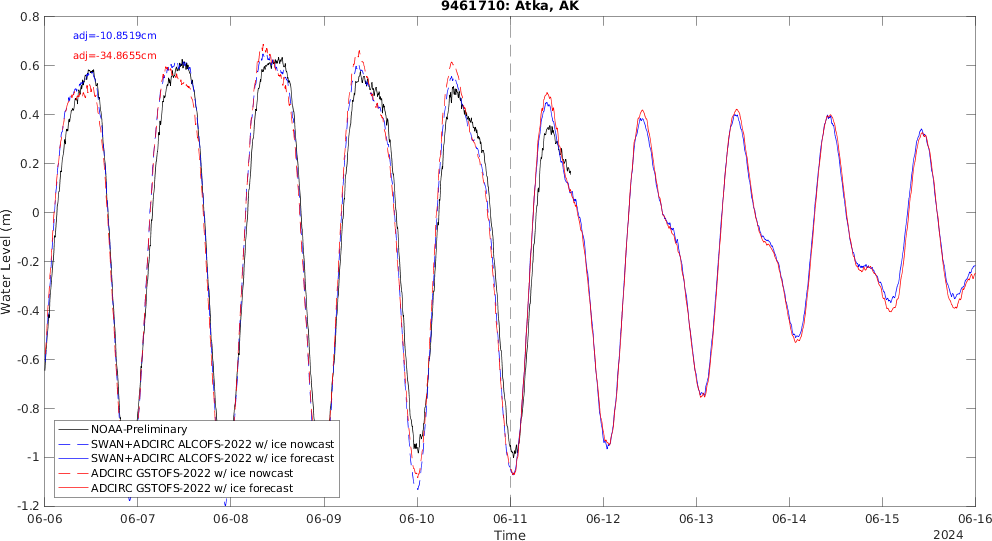 9461710: Atka, AK
adj=-10.8519cm
adj=-34.8655cm
0.8
0.6
0.4
0.2
0
-0.2
-0.4
-0.6
-0.8
-1
-1.2
Water Level (m)
NOAA-Preliminary
SWAN+ADCIRC ALCOFS-2022 w/ ice nowcast
SWAN+ADCIRC ALCOFS-2022 w/ ice forecast
ADCIRC GSTOFS-2022 w/ ice nowcast
ADCIRC GSTOFS-2022 w/ ice forecast
06-06 06-07 06-08 06-09 06-10 06-11 06-12 06-13 06-14 06-15 06-16
Time
2024